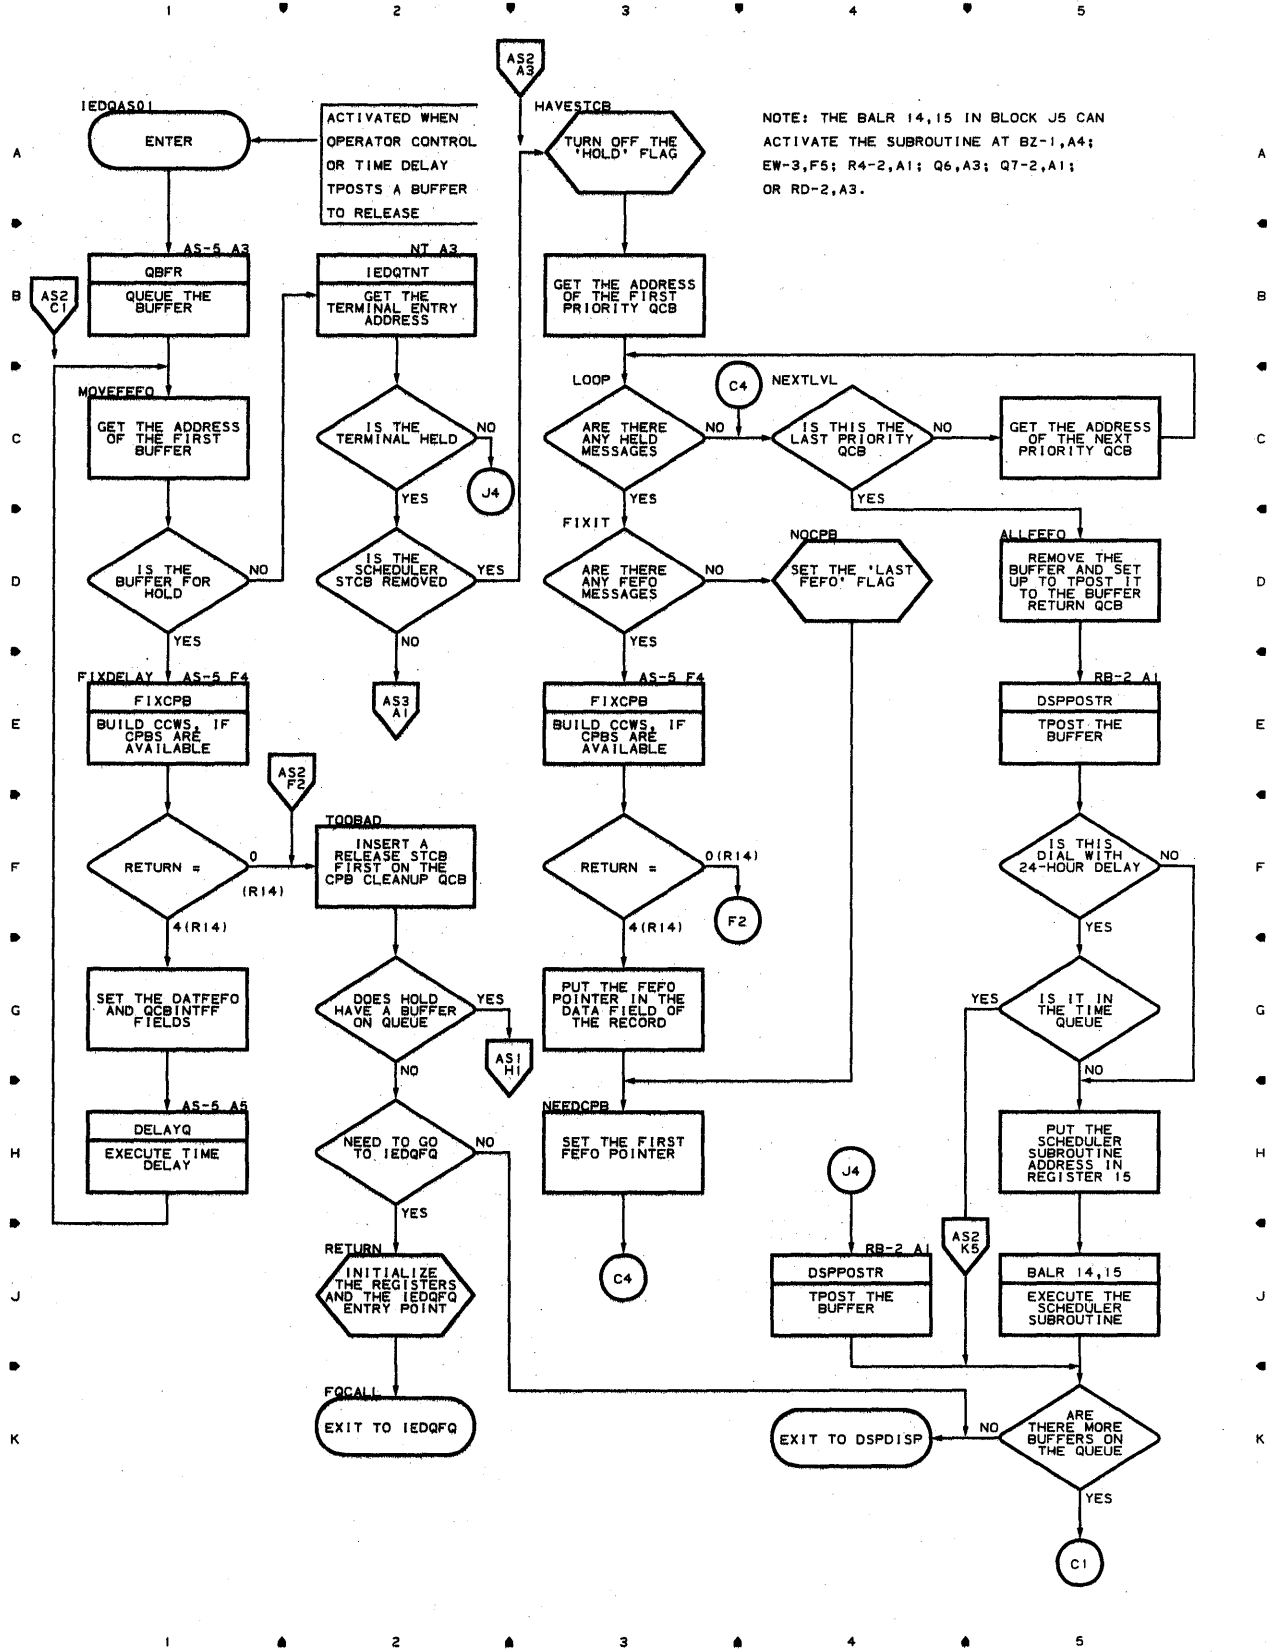 1 2 3 4 5
AS2
A3
IEDQAS01
ENTER
ACTIVATED WHEN
OPERATOR CONTROL
OR TIME DELAY
TPOSTS A BUFFER
TO RELEASE
HAVESTCB
TURN OFF THE
'HOLD' FLAG
NOTE: THE BALR 14,15 IN BLOCK J5 CAN
ACTIVATE THE SUBROUTINE AT BZ-1,A4;
EW-3,F5; R4-2,A1; Q6,A3; Q7-2,A1;
OR RD-2,A3.
A
A
AS-5 A3
QBFR
QUEUE THE
BUFFER
NT A3
IEDQTNT
GET THE
TERMINAL ENTRY
ADDRESS
GET THE ADDRESS
OF THE FIRST
PRIORITY QCB
B
B
AS2
C1
MOVEFEFO
GET THE ADDRESS
OF THE FIRST
BUFFER
IS THE
TERMINAL HELD
NO
YES
J4
LOOP
ARE THERE
ANY HELD
MESSAGES
NO
YES
C4
NEXTLVL
IS THIS THE
LAST PRIORITY
QCB
NO
YES
GET THE ADDRESS
OF THE NEXT
PRIORITY QCB
C
C
IS THE
BUFFER FOR
HOLD
NO
YES
IS THE
SCHEDULER
STCB REMOVED
YES
NO
FIXIT
ARE THERE
ANY FEFO
MESSAGES
NO
YES
NOCPB
SET THE 'LAST
FEFO' FLAG
ALLFEFO
REMOVE THE
BUFFER AND SET
UP TO TPOST IT
TO THE BUFFER
RETURN QCB
D
D
FIXDELAY AS-5 F4
FIXCPB
BUILD CCWS, IF
CPBS ARE
AVAILABLE
AS3
A1
AS-5 F4
FIXCPB
BUILD CCWS, IF
CPBS ARE
AVAILABLE
RB-2 A1
DSPPOSTR
TPOST THE
BUFFER
E
E
AS2
F2
RETURN =
0
(R14)
4(R14)
TOOBAD
INSERT A
RELEASE STCB
FIRST ON THE
CPB CLEANUP QCB
RETURN =
0(R14)
4(R14)
F2
IS THIS
DIAL WITH
24-HOUR DELAY
NO
YES
F
F
SET THE DATFEFO
AND QCBINTFF
FIELDS
DOES HOLD
HAVE A BUFFER
ON QUEUE
YES
NO
AS1
H1
PUT THE FEFO
POINTER IN THE
DATA FIELD OF
THE RECORD
YES
IS IT IN
THE TIME
QUEUE
NO
G
G
AS-5 A5
DELAYQ
EXECUTE TIME
DELAY
NEED TO GO
TO IEDQFQ
NO
YES
NEEDCPB
SET THE FIRST
FEFO POINTER
J4
PUT THE
SCHEDULER
SUBROUTINE
ADDRESS IN
REGISTER 15
H
H
AS2
K5
RETURN
INITIALIZE
THE REGISTERS
AND THE IEDQFQ
ENTRY POINT
C4
RB-2 A1
DSPPOSTR
TPOST THE
BUFFER
BALR 14,15
EXECUTE THE
SCHEDULER
SUBROUTINE
J
J
FQCALL
EXIT TO IEDQFQ
EXIT TO DSPDISP
NO
ARE
THERE MORE
BUFFERS ON
THE QUEUE
YES
K
K
C1
1 2 3 4 5